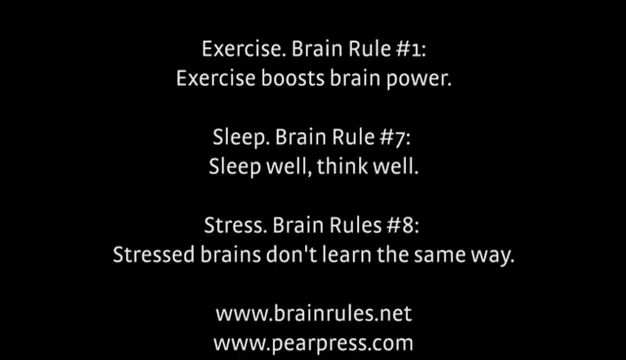 Exercise. Brain Rule #1:
Exercise boosts brain power.
Sleep. Brain Rule #7:
Sleep well, think well.
Stress. Brain Rules #8:
Stressed brains don't learn the same way.
www.brainrules.net
www.pearpress.com